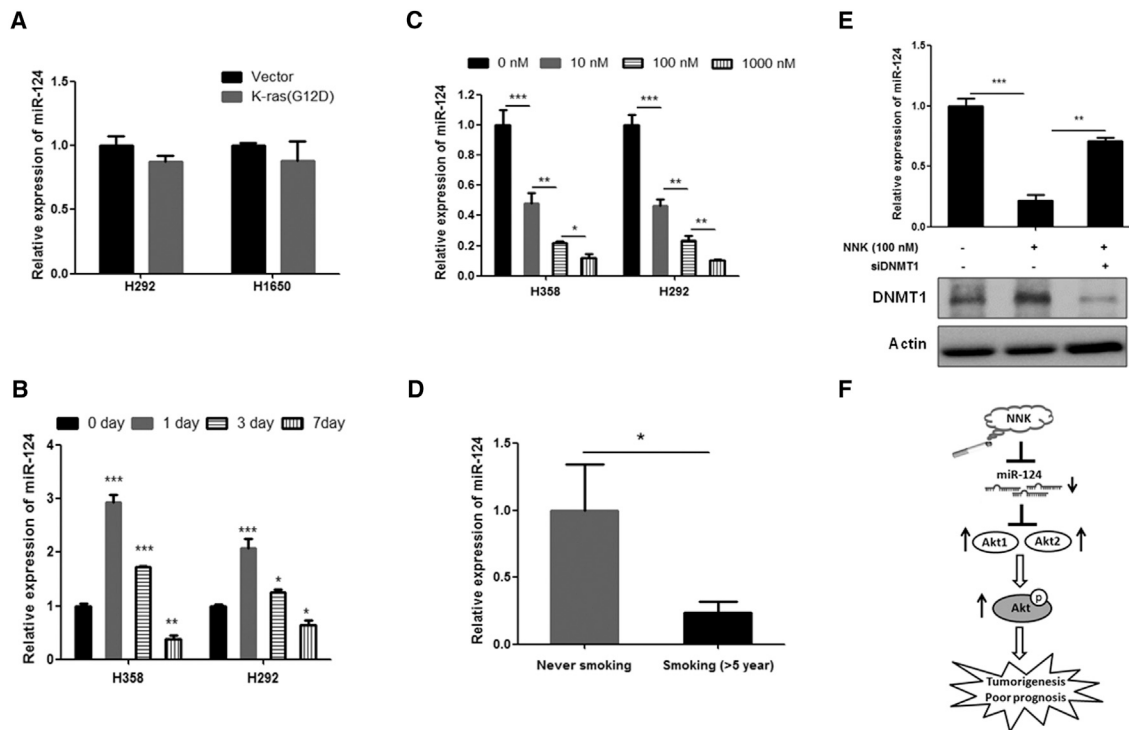 A
Relative expression of miR-124
1.5
1.0
0.5
0.0
Vector
K-ras(G12D)
H292 H1650
B
0 day 1 day 3 day 7day
Relative expression of miR-124
4
3
2
1
0
*** *** ** *** * *
H358 H292
C
0 nM 10 nM 100 nM 1000 nM
Relative expression of miR-124
1.2
1.0
0.8
0.6
0.4
0.2
0.0
*** ** * *** ** **
H358 H292
D
Relative expression of miR-124
1.5
1.0
0.5
0.0
*
Never smoking Smoking (>5 year)
E
Relative expression of miR-124
1.5
1.0
0.5
0.0
*** **
NNK (100 nM) - + +
siDNMT1 - - +
DNMT1
Actin
F
NNK
miR-124
Akt1 Akt2
Akt p
Tumorigenesis
Poor prognosis